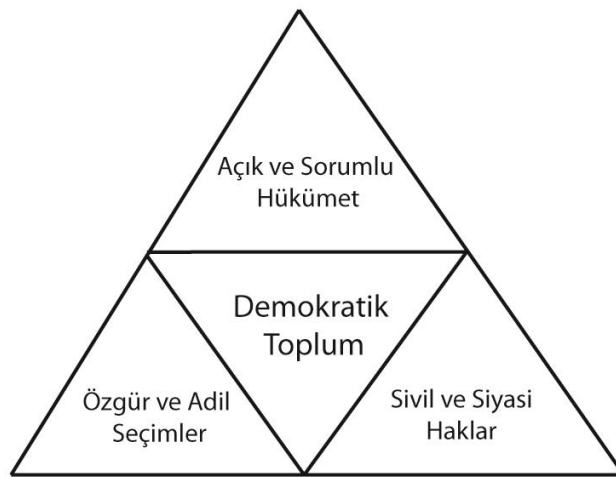 Açık ve Sorumlu
Hükümet
Demokratik
Toplum
Özgür ve Adil
Seçimler
Sivil ve Siyasi
Haklar